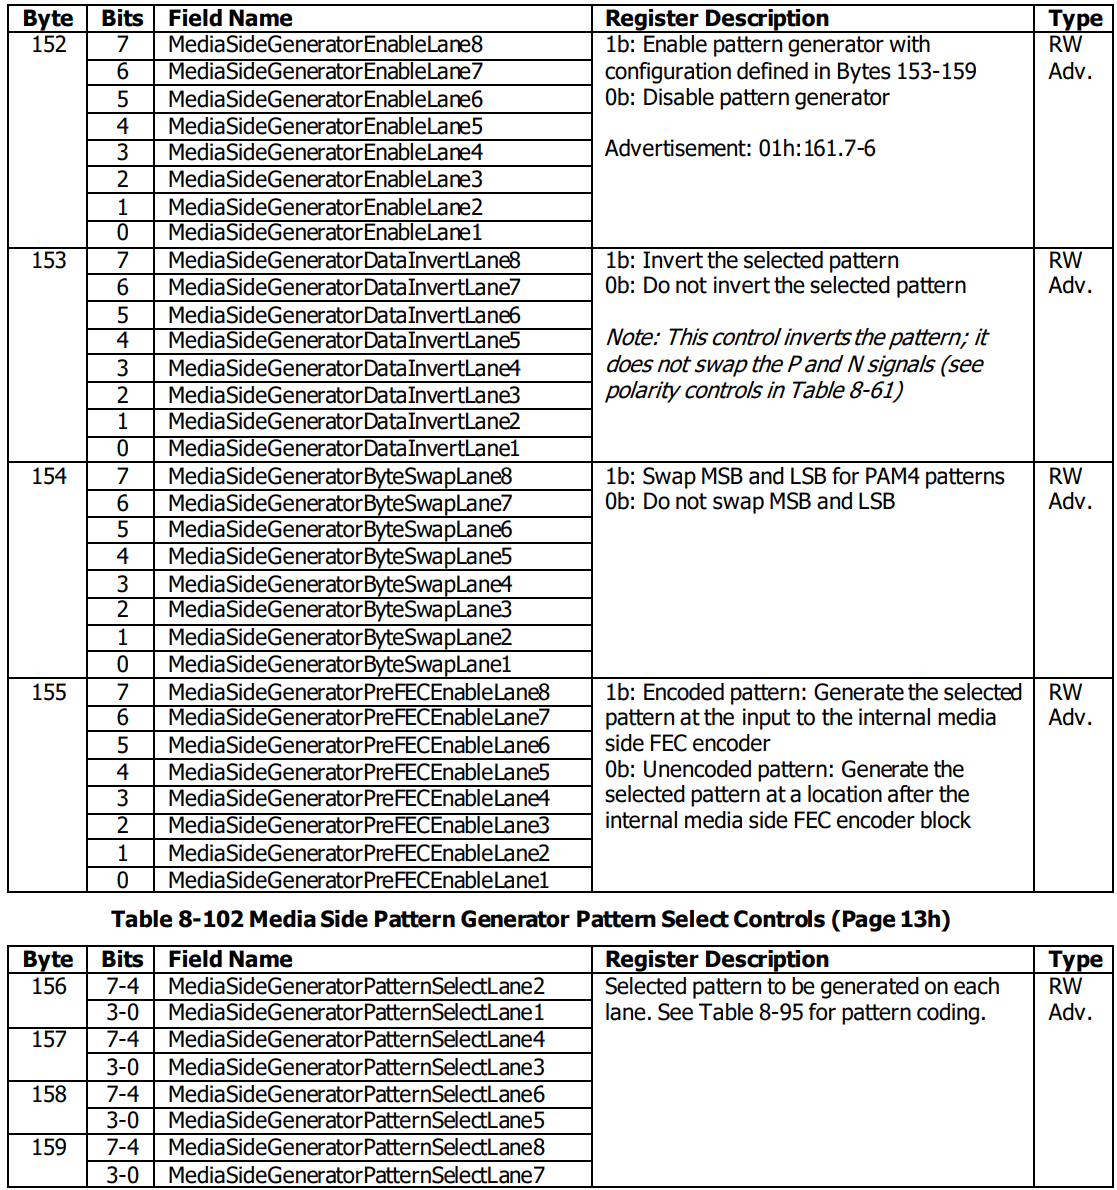 Byte Bits Field Name Register Description Type
152 7 MediaSideGeneratorEnableLane8 1b: Enable pattern generator with RW
6 MediaSideGeneratorEnableLane7 configuration defined in Bytes 153-159 Adv.
5 MediaSideGeneratorEnableLane6 0b: Disable pattern generator
4 MediaSideGeneratorEnableLane5
3 MediaSideGeneratorEnableLane4 Advertisement: 01h:161.7-6
2 MediaSideGeneratorEnableLane3
1 MediaSideGeneratorEnableLane2
0 MediaSideGeneratorEnableLane1
153 7 MediaSideGeneratorDataInvertLane8 1b: Invert the selected pattern RW
6 MediaSideGeneratorDataInvertLane7 0b: Do not invert the selected pattern Adv.
5 MediaSideGeneratorDataInvertLane6
4 MediaSideGeneratorDataInvertLane5 Note: This control inverts the pattern; it
3 MediaSideGeneratorDataInvertLane4 does not swap the P and N signals (see
2 MediaSideGeneratorDataInvertLane3 polarity controls in Table 8-61)
1 MediaSideGeneratorDataInvertLane2
0 MediaSideGeneratorDataInvertLane1
154 7 MediaSideGeneratorByteSwapLane8 1b: Swap MSB and LSB for PAM4 patterns RW
6 MediaSideGeneratorByteSwapLane7 0b: Do not swap MSB and LSB Adv.
5 MediaSideGeneratorByteSwapLane6
4 MediaSideGeneratorByteSwapLane5
3 MediaSideGeneratorByteSwapLane4
2 MediaSideGeneratorByteSwapLane3
1 MediaSideGeneratorByteSwapLane2
0 MediaSideGeneratorByteSwapLane1
155 7 MediaSideGeneratorPreFECEnableLane8 1b: Encoded pattern: Generate the selected RW
6 MediaSideGeneratorPreFECEnableLane7 pattern at the input to the internal media Adv.
5 MediaSideGeneratorPreFECEnableLane6 side FEC encoder
4 MediaSideGeneratorPreFECEnableLane5 0b: Unencoded pattern: Generate the
3 MediaSideGeneratorPreFECEnableLane4 selected pattern at a location after the
2 MediaSideGeneratorPreFECEnableLane3 internal media side FEC encoder block
1 MediaSideGeneratorPreFECEnableLane2
0 MediaSideGeneratorPreFECEnableLane1
Table 8-102 Media Side Pattern Generator Pattern Select Controls (Page 13h)
Byte Bits Field Name Register Description Type
156 7-4 MediaSideGeneratorPatternSelectLane2 Selected pattern to be generated on each RW
3-0 MediaSideGeneratorPatternSelectLane1 lane. See Table 8-95 for pattern coding. Adv.
157 7-4 MediaSideGeneratorPatternSelectLane4
3-0 MediaSideGeneratorPatternSelectLane3
158 7-4 MediaSideGeneratorPatternSelectLane6
3-0 MediaSideGeneratorPatternSelectLane5
159 7-4 MediaSideGeneratorPatternSelectLane8
3-0 MediaSideGeneratorPatternSelectLane7